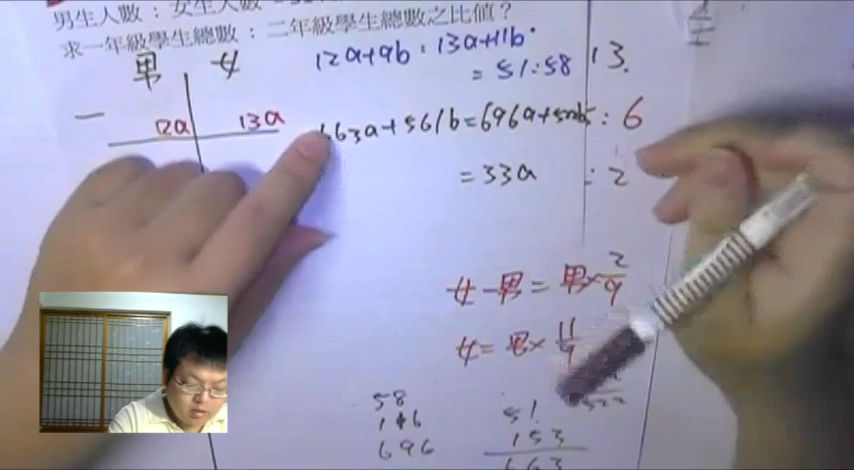 男生人數：女生人數
求一年級學生總數：二年級學生總數之比值？
男 女
12a+9b : 13a+11b
= 51:58
13
一
12a 13a
663a+561b=696a+
: 6
= 33a : 2
女-男=男×2/9
女=男×11/9
58
116
696
51
153
663